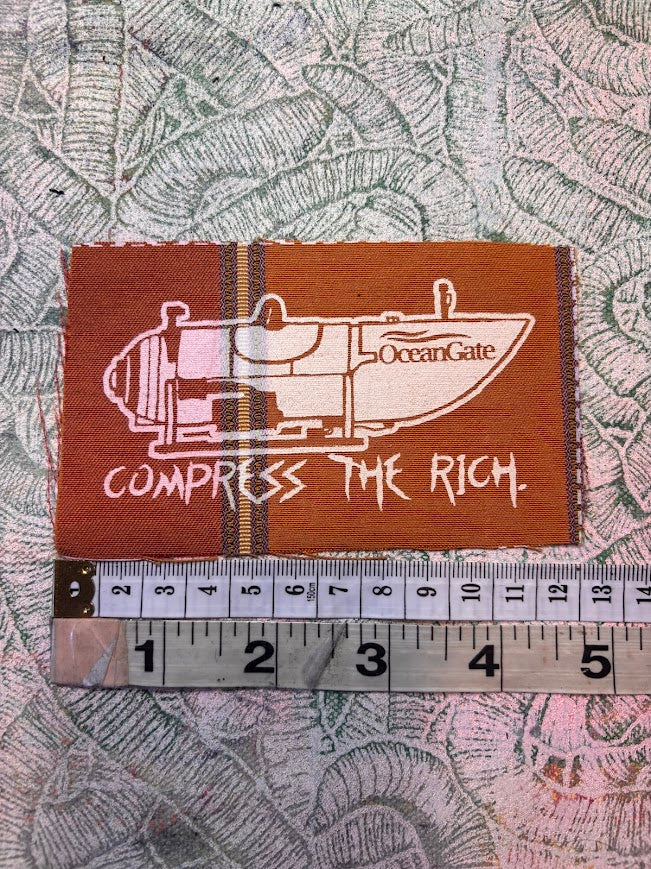 OceanGate
COMPRESS THE RICH.
1 2 3 4 5 6 7 8 9 10 11 12 13 14
150cm
1 2 3 4 5